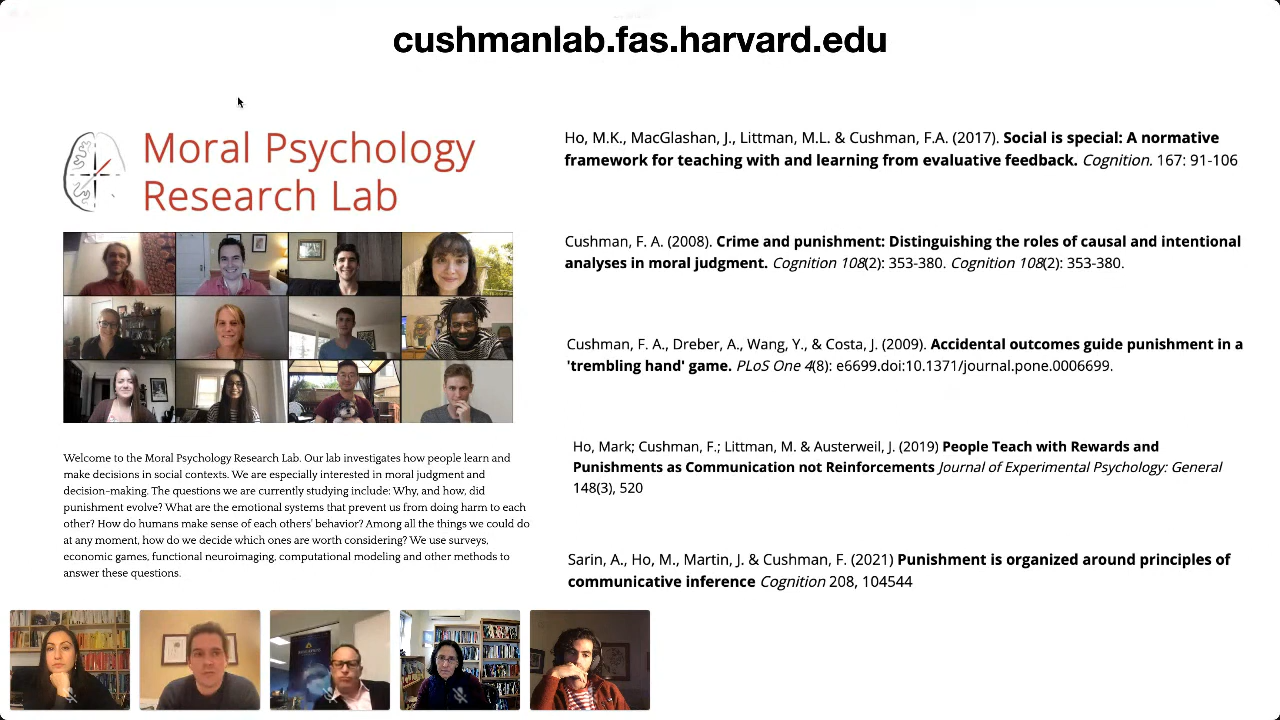 cushmanlab.fas.harvard.edu
Moral Psychology
Research Lab
Welcome to the Moral Psychology Research Lab. Our lab investigates how people learn and
make decisions in social contexts. We are especially interested in moral judgment and
decision-making. The questions we are currently studying include: Why, and how, did
punishment evolve? What are the emotional systems that prevent us from doing harm to each
other? How do humans make sense of each others' behavior? Among all the things we could do
at any moment, how do we decide which ones are worth considering? We use surveys,
economic games, functional neuroimaging, computational modeling and other methods to
answer these questions.
Ho, M.K., MacGlashan, J., Littman, M.L. & Cushman, F.A. (2017). Social is special: A normative
framework for teaching with and learning from evaluative feedback. Cognition. 167: 91-106
Cushman, F. A. (2008). Crime and punishment: Distinguishing the roles of causal and intentional
analyses in moral judgment. Cognition 108(2): 353-380. Cognition 108(2): 353-380.
Cushman, F. A., Dreber, A., Wang, Y., & Costa, J. (2009). Accidental outcomes guide punishment in a
'trembling hand' game. PLoS One 4(8): e6699.doi:10.1371/journal.pone.0006699.
Ho, Mark; Cushman, F.; Littman, M. & Austerweil, J. (2019) People Teach with Rewards and
Punishments as Communication not Reinforcements Journal of Experimental Psychology: General
148(3), 520
Sarin, A., Ho, M., Martin, J. & Cushman, F. (2021) Punishment is organized around principles of
communicative inference Cognition 208, 104544